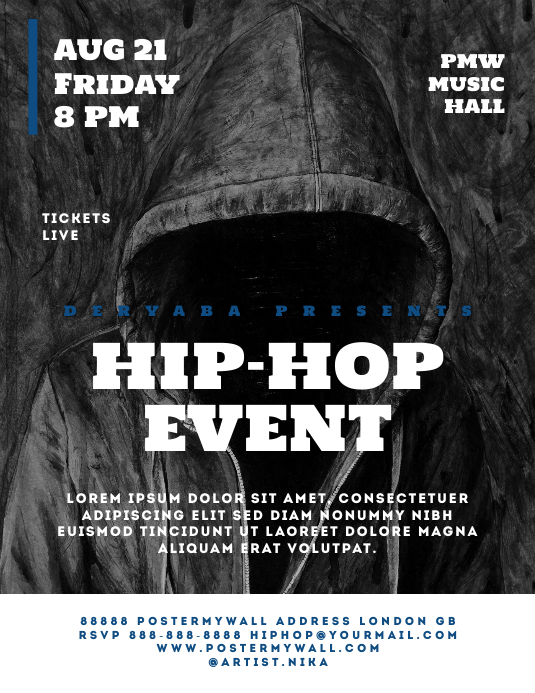 AUG 21
FRIDAY
8 PM
PMW
MUSIC
HALL
TICKETS
LIVE
DERYABA PRESENTS
HIP-HOP
EVENT
LOREM IPSUM DOLOR SIT AMET, CONSECTETUER
ADIPISCING ELIT SED DIAM NONUMMY NIBH
EUISMOD TINCIDUNT UT LAOREET DOLORE MAGNA
ALIQUAM ERAT VOLUTPAT.
88888 POSTERMYWALL ADDRESS LONDON GB
RSVP 888-888-8888 HIPHOP@YOURMAIL.COM
WWW.POSTERMYWALL.COM
@ARTIST.NIKA